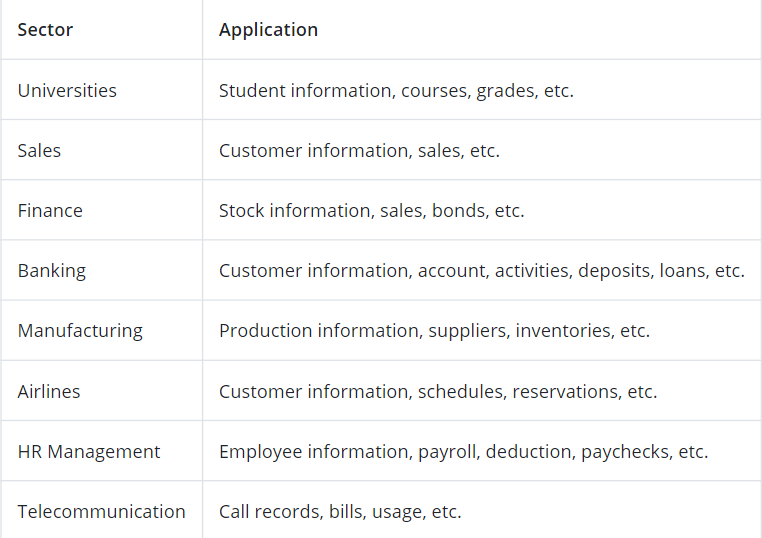 Sector Application
Universities Student information, courses, grades, etc.
Sales Customer information, sales, etc.
Finance Stock information, sales, bonds, etc.
Banking Customer information, account, activities, deposits, loans, etc.
Manufacturing Production information, suppliers, inventories, etc.
Airlines Customer information, schedules, reservations, etc.
HR Management Employee information, payroll, deduction, paychecks, etc.
Telecommunication Call records, bills, usage, etc.